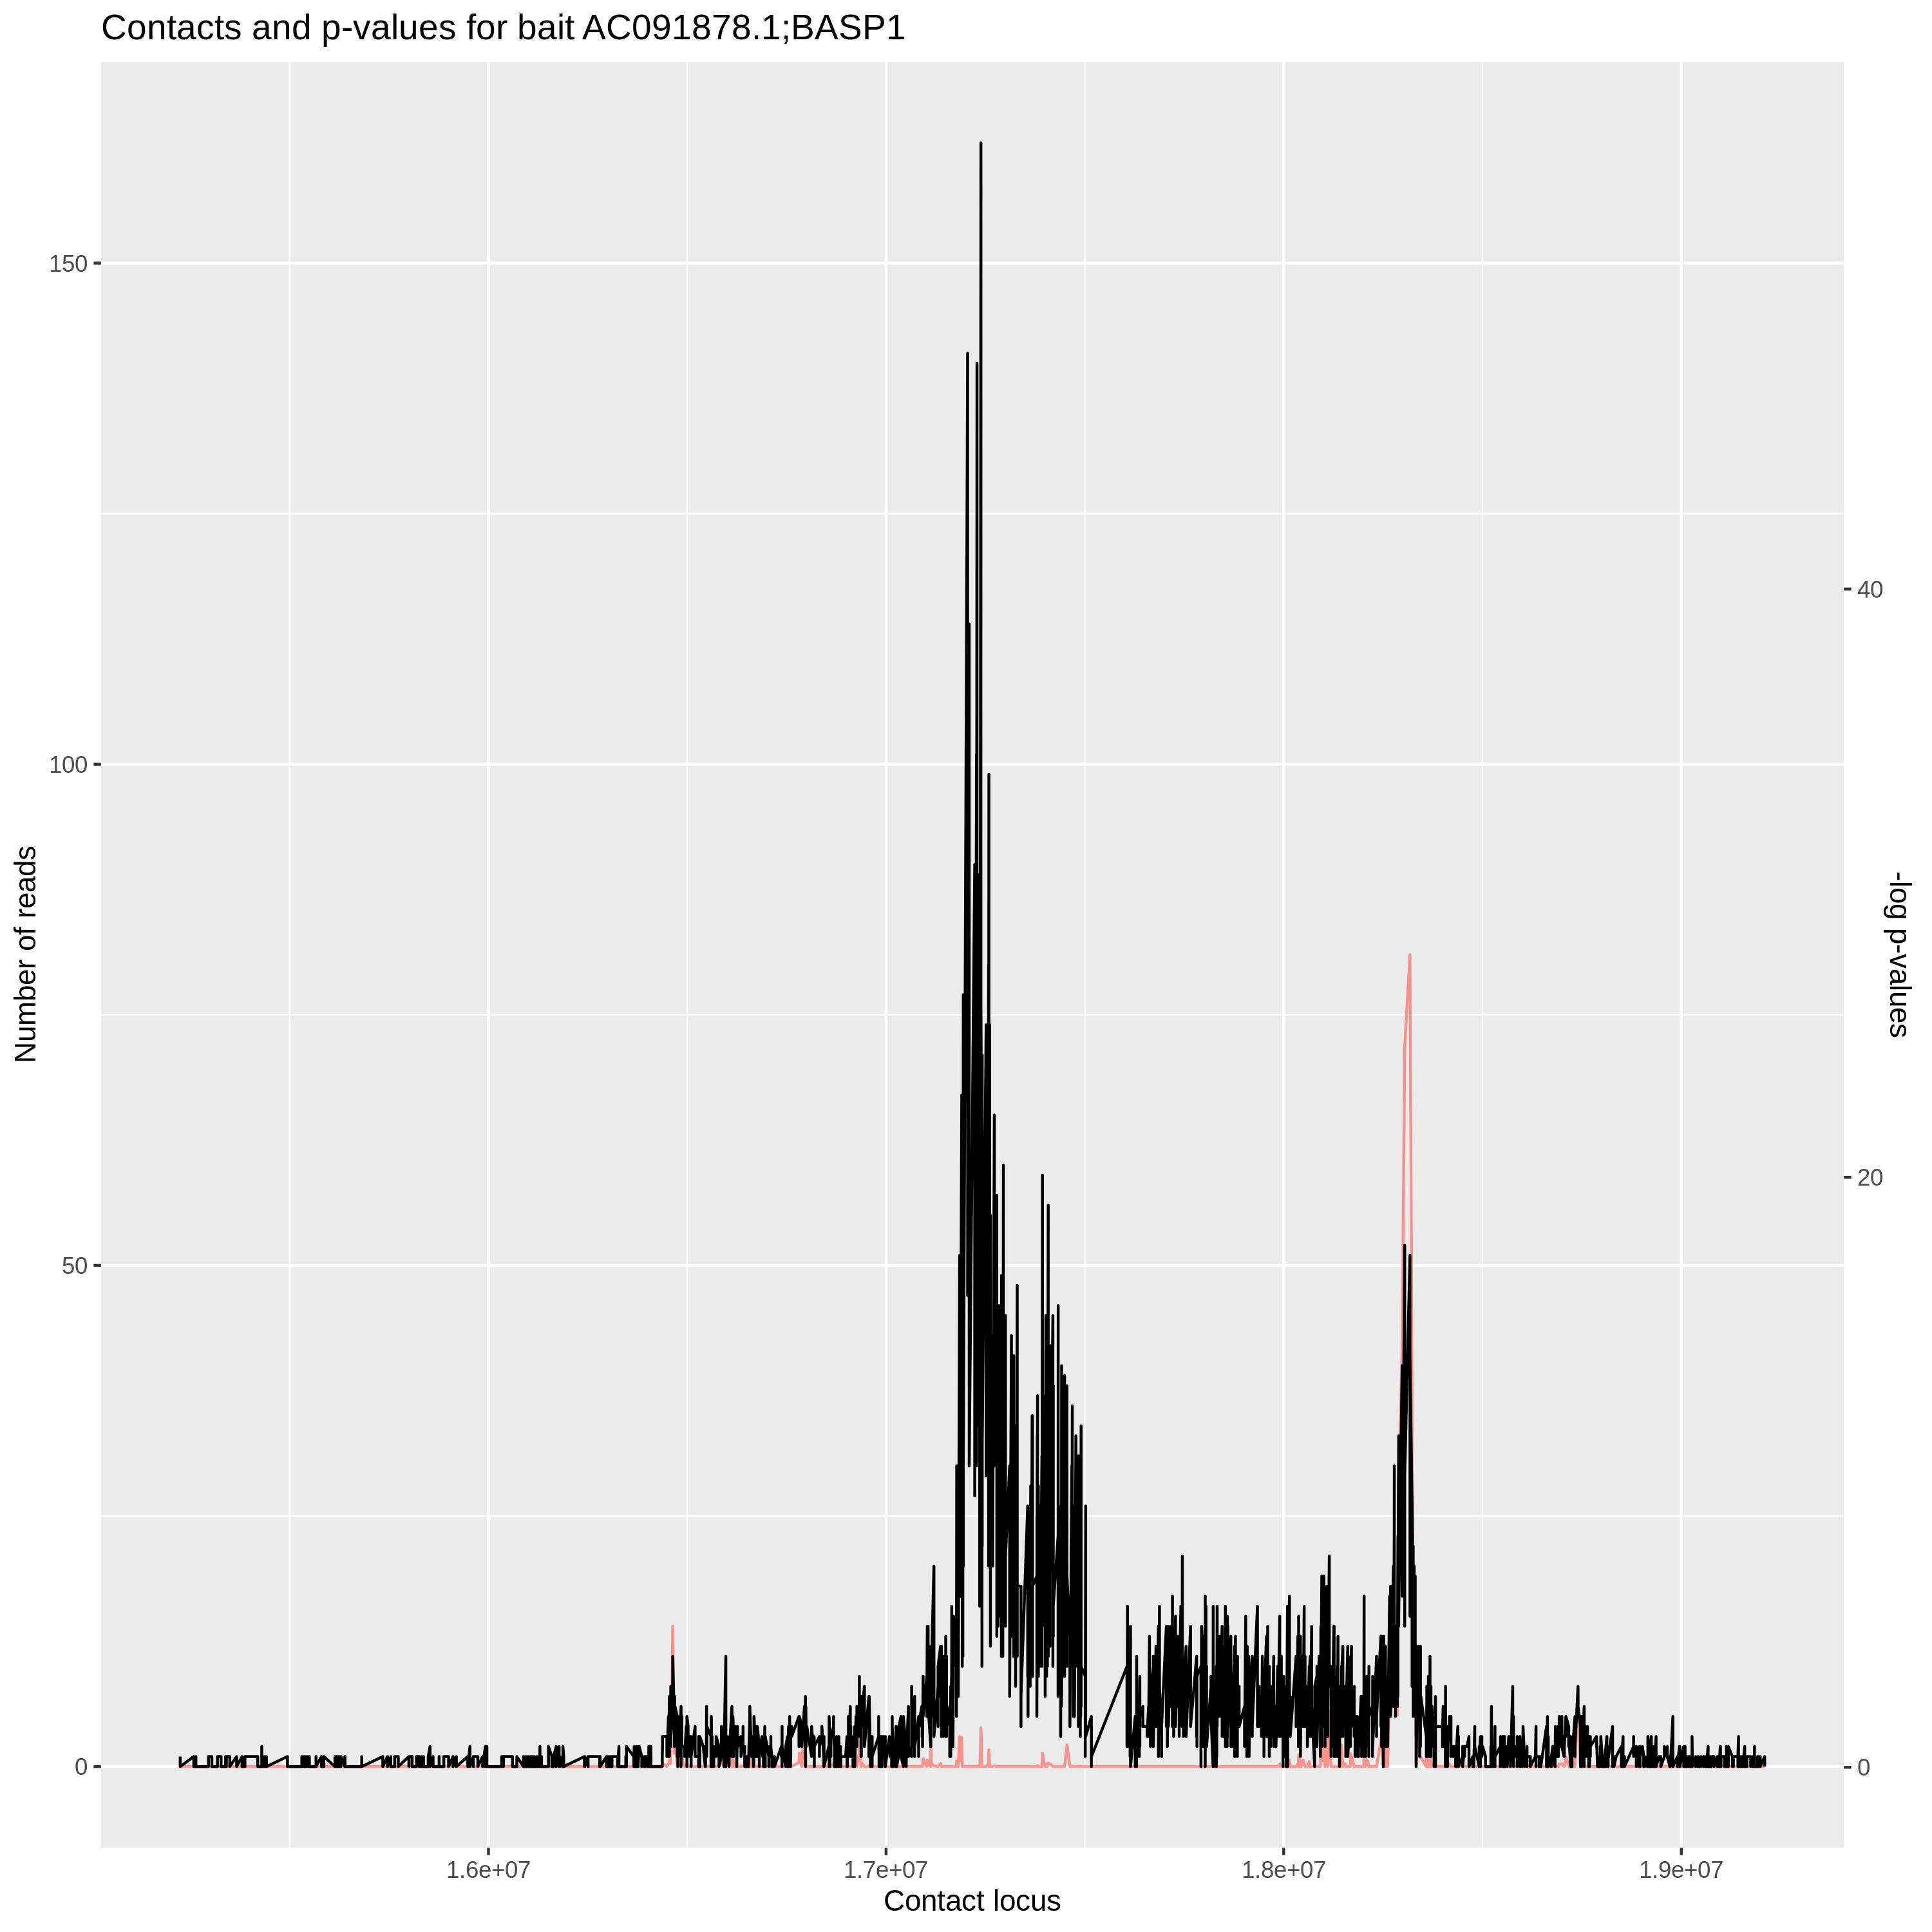 Contacts and p-values for bait AC091878.1;BASP1
150
100
50
0
40
20
0
Number of reads
-log p-values
1.6e+07
1.7e+07
1.8e+07
1.9e+07
Contact locus